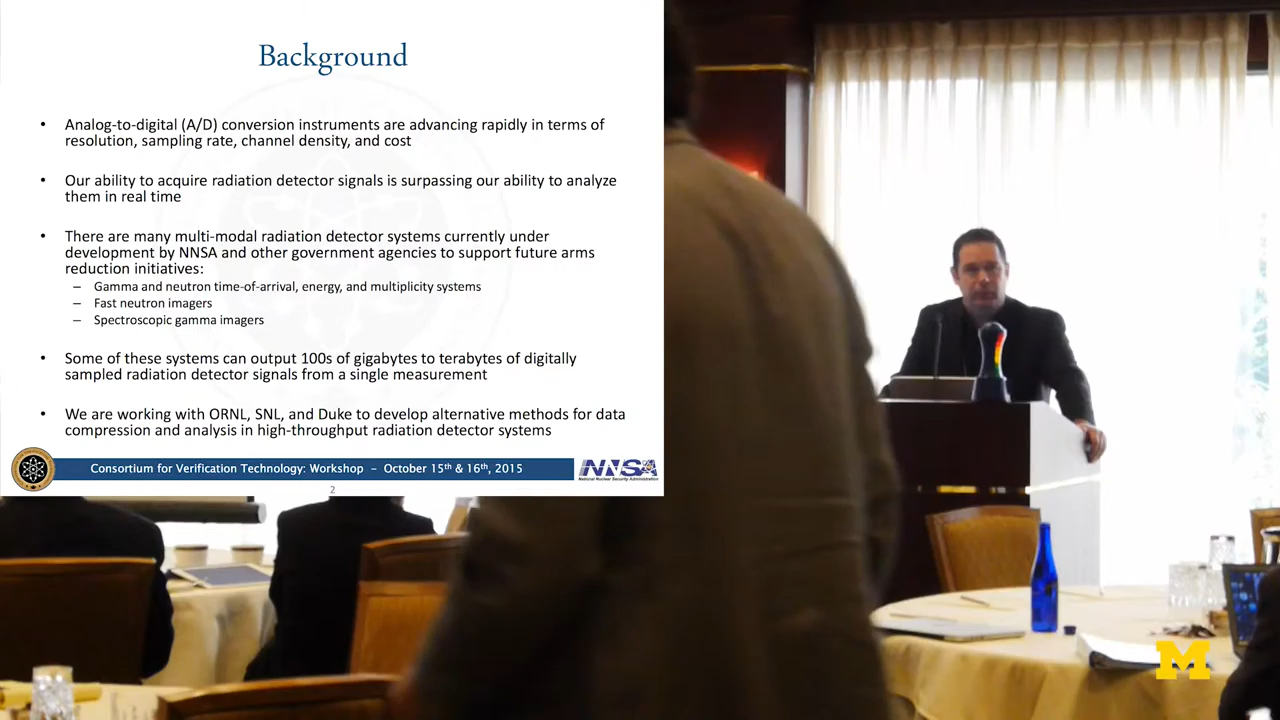 Background
• Analog-to-digital (A/D) conversion instruments are advancing rapidly in terms of
resolution, sampling rate, channel density, and cost
• Our ability to acquire radiation detector signals is surpassing our ability to analyze
them in real time
• There are many multi-modal radiation detector systems currently under
development by NNSA and other government agencies to support future arms
reduction initiatives:
– Gamma and neutron time-of-arrival, energy, and multiplicity systems
– Fast neutron imagers
– Spectroscopic gamma imagers
• Some of these systems can output 100s of gigabytes to terabytes of digitally
sampled radiation detector signals from a single measurement
• We are working with ORNL, SNL, and Duke to develop alternative methods for data
compression and analysis in high-throughput radiation detector systems
Consortium for Verification Technology: Workshop – October 15th & 16th, 2015
NNSA
National Nuclear Security Administration
2
M